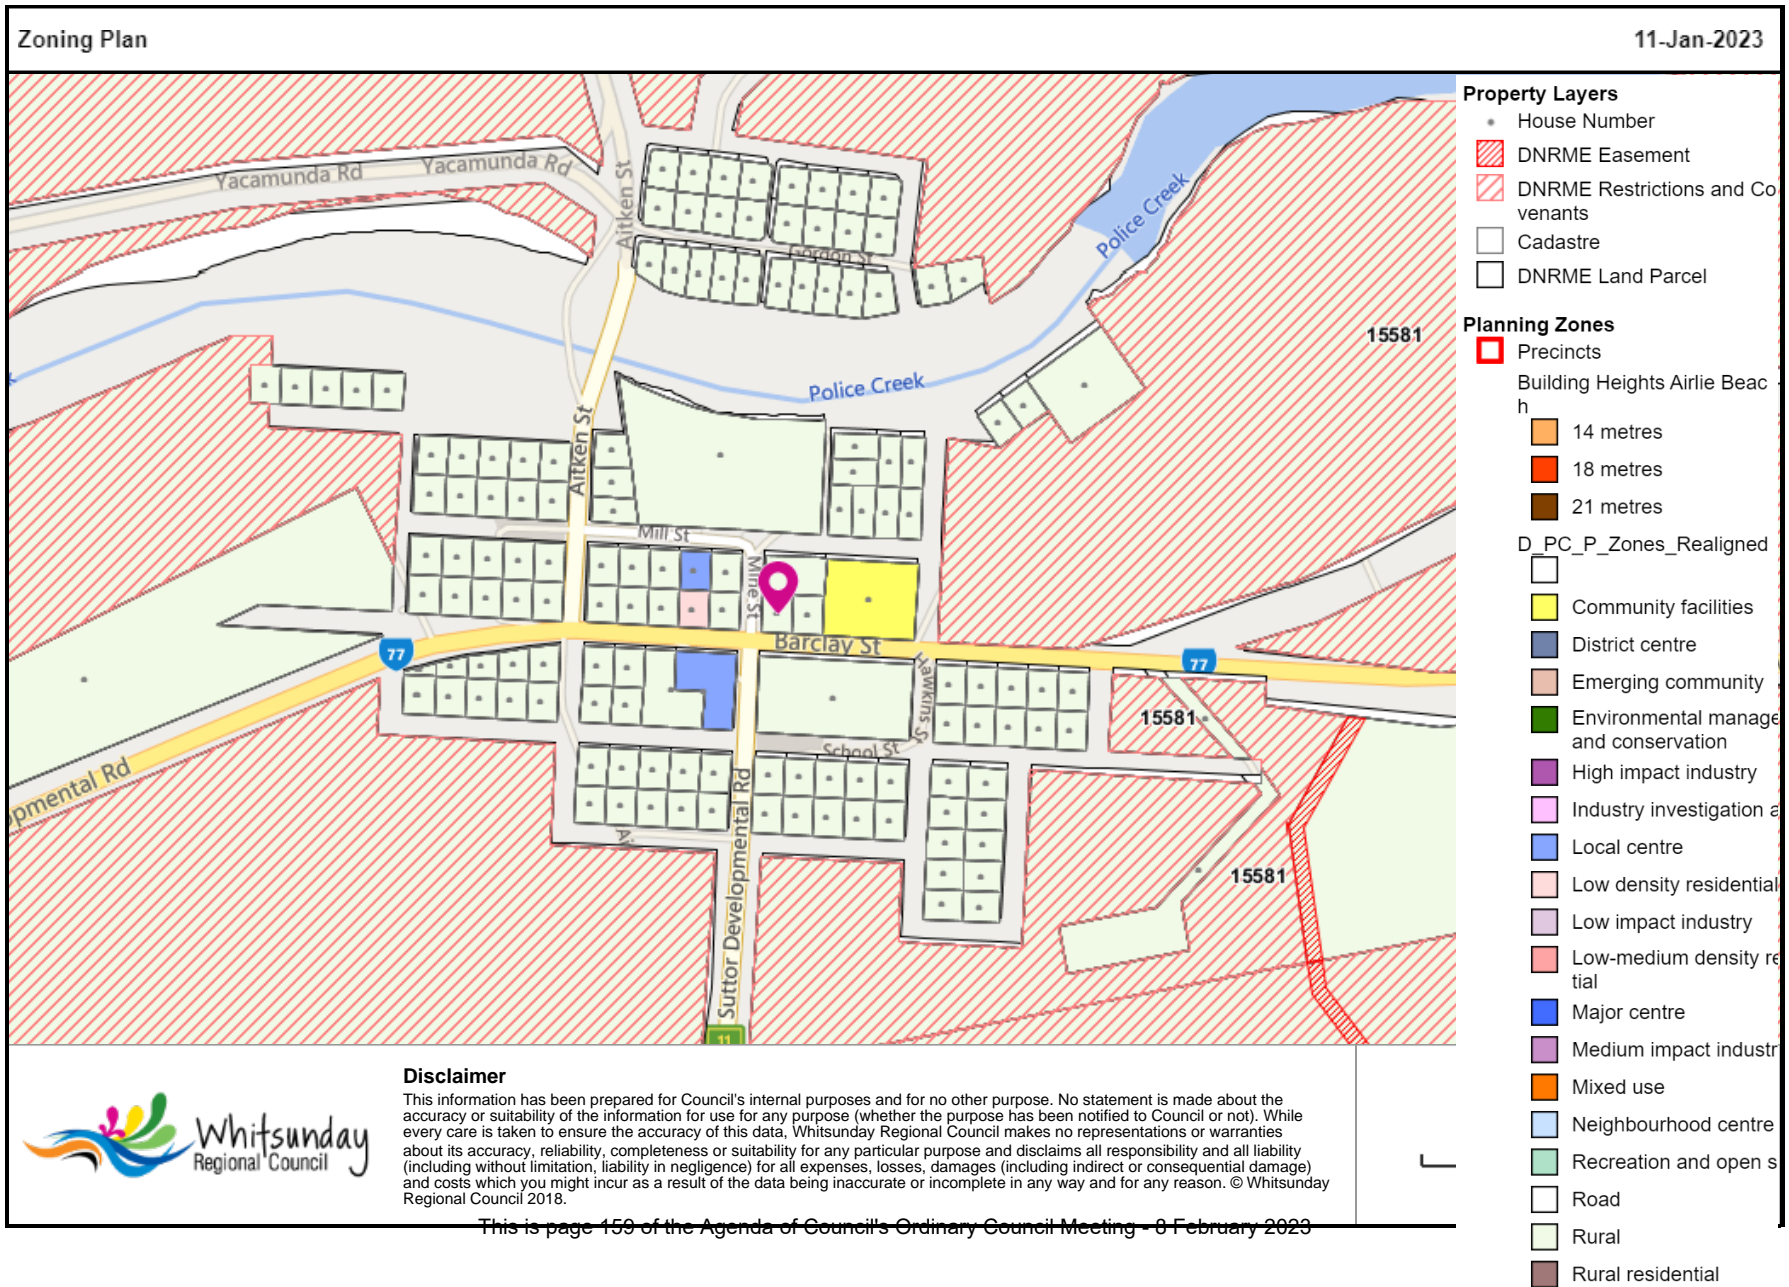 Zoning Plan
11-Jan-2023
Yacamunda Rd
Yacamunda Rd
Aitken St
Gordon St
Police Creek
15581
Police Creek
Aitken St
Mill St
Mine St
Barclay St
77
77
Hawkins St
15581
School St
opmental Rd
Ai
Suttor Developmental Rd
15581
11
Property Layers
House Number
DNRME Easement
DNRME Restrictions and Co
venants
Cadastre
DNRME Land Parcel
Planning Zones
Precincts
Building Heights Airlie Beac
h
14 metres
18 metres
21 metres
D_PC_P_Zones_Realigned
Community facilities
District centre
Emerging community
Environmental manage
and conservation
High impact industry
Industry investigation a
Local centre
Low density residential
Low impact industry
Low-medium density re
tial
Major centre
Medium impact industr
Mixed use
Neighbourhood centre
Recreation and open s
Road
Rural
Rural residential
Whitsunday
Regional Council
Disclaimer
This information has been prepared for Council's internal purposes and for no other purpose. No statement is made about the
accuracy or suitability of the information for use for any purpose (whether the purpose has been notified to Council or not). While
every care is taken to ensure the accuracy of this data, Whitsunday Regional Council makes no representations or warranties
about its accuracy, reliability, completeness or suitability for any particular purpose and disclaims all responsibility and all liability
(including without limitation, liability in negligence) for all expenses, losses, damages (including indirect or consequential damage)
and costs which you might incur as a result of the data being inaccurate or incomplete in any way and for any reason. © Whitsunday
Regional Council 2018.
This is page 159 of the Agenda of Council's Ordinary Council Meeting - 8 February 2023